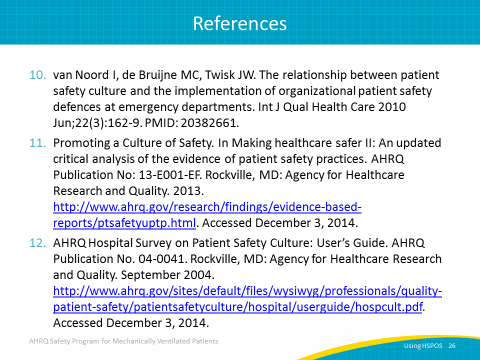 References
10. van Noord I, de Bruijne MC, Twisk JW. The relationship between patient
safety culture and the implementation of organizational patient safety
defences at emergency departments. Int J Qual Health Care 2010
Jun;22(3):162-9. PMID: 20382661.
11. Promoting a Culture of Safety. In Making healthcare safer II: An updated
critical analysis of the evidence of patient safety practices. AHRQ
Publication No: 13-E001-EF. Rockville, MD: Agency for Healthcare
Research and Quality. 2013.
http://www.ahrq.gov/research/findings/evidence-based-
reports/ptsafetyuptp.html. Accessed December 3, 2014.
12. AHRQ Hospital Survey on Patient Safety Culture: User’s Guide. AHRQ
Publication No. 04-0041. Rockville, MD: Agency for Healthcare Research
and Quality. September 2004.
http://www.ahrq.gov/sites/default/files/wysiwyg/professionals/quality-
patient-safety/patientsafetyculture/hospital/userguide/hospcult.pdf.
Accessed December 3, 2014.
AHRQ Safety Program for Mechanically Ventilated Patients
Using HSPOS 26